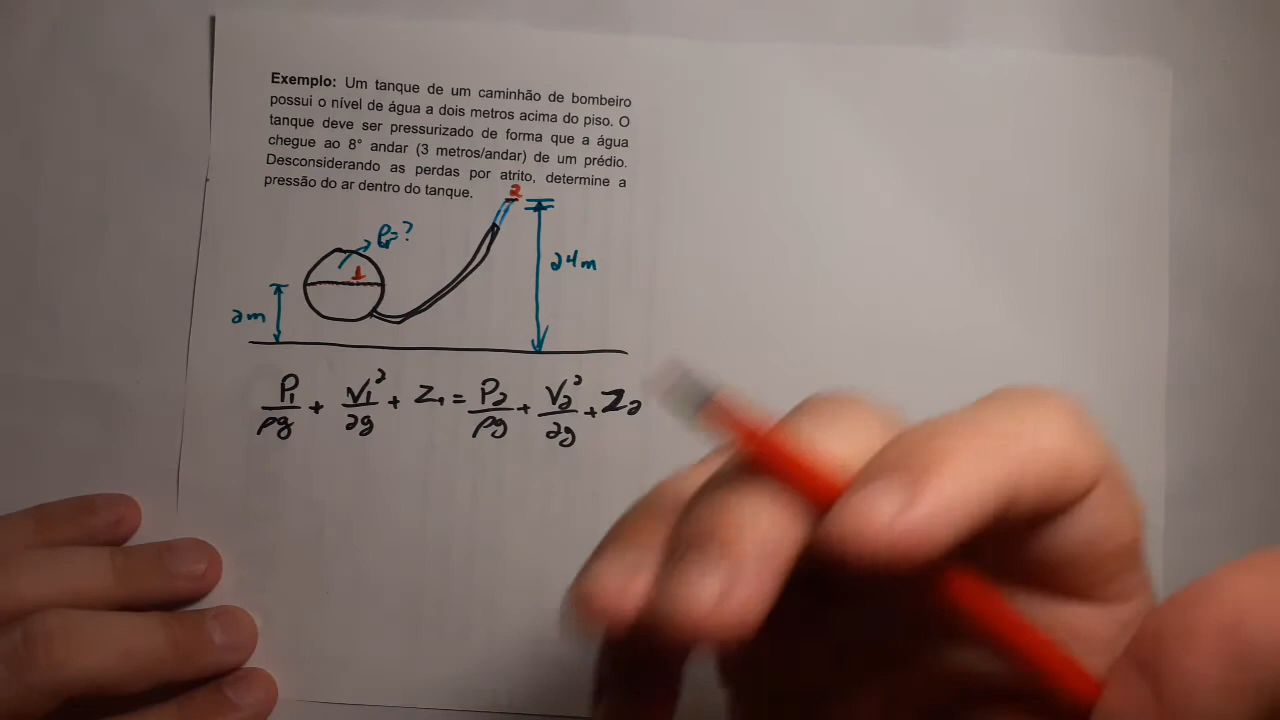 Exemplo: Um tanque de um caminhão de bombeiro
possui o nível de água a dois metros acima do piso. O
tanque deve ser pressurizado de forma que a água
chegue ao 8° andar (3 metros/andar) de um prédio.
Desconsiderando as perdas por atrito, determine a
pressão do ar dentro do tanque.
2
P=?
1
24m
2m
P₁/ρg + V₁²/2g + Z₁ = P₂/ρg + V₂²/2g + Z₂